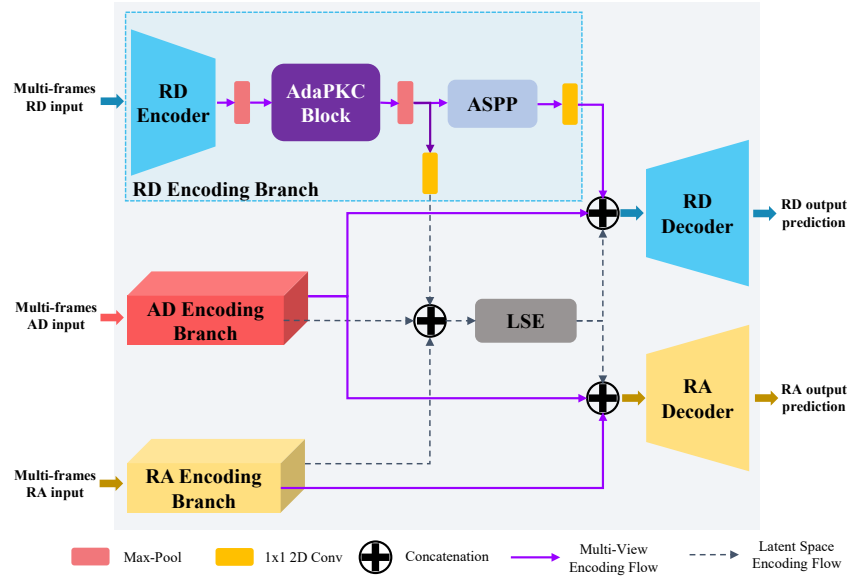 Multi-frames
RD input
RD
Encoder
AdaPKC
Block
ASPP
RD Encoding Branch
RD
Decoder
RD output
prediction
Multi-frames
AD input
AD Encoding
Branch
LSE
RA
Decoder
RA output
prediction
Multi-frames
RA input
RA Encoding
Branch
Max-Pool
1x1 2D Conv
Concatenation
Multi-View
Encoding Flow
Latent Space
Encoding Flow